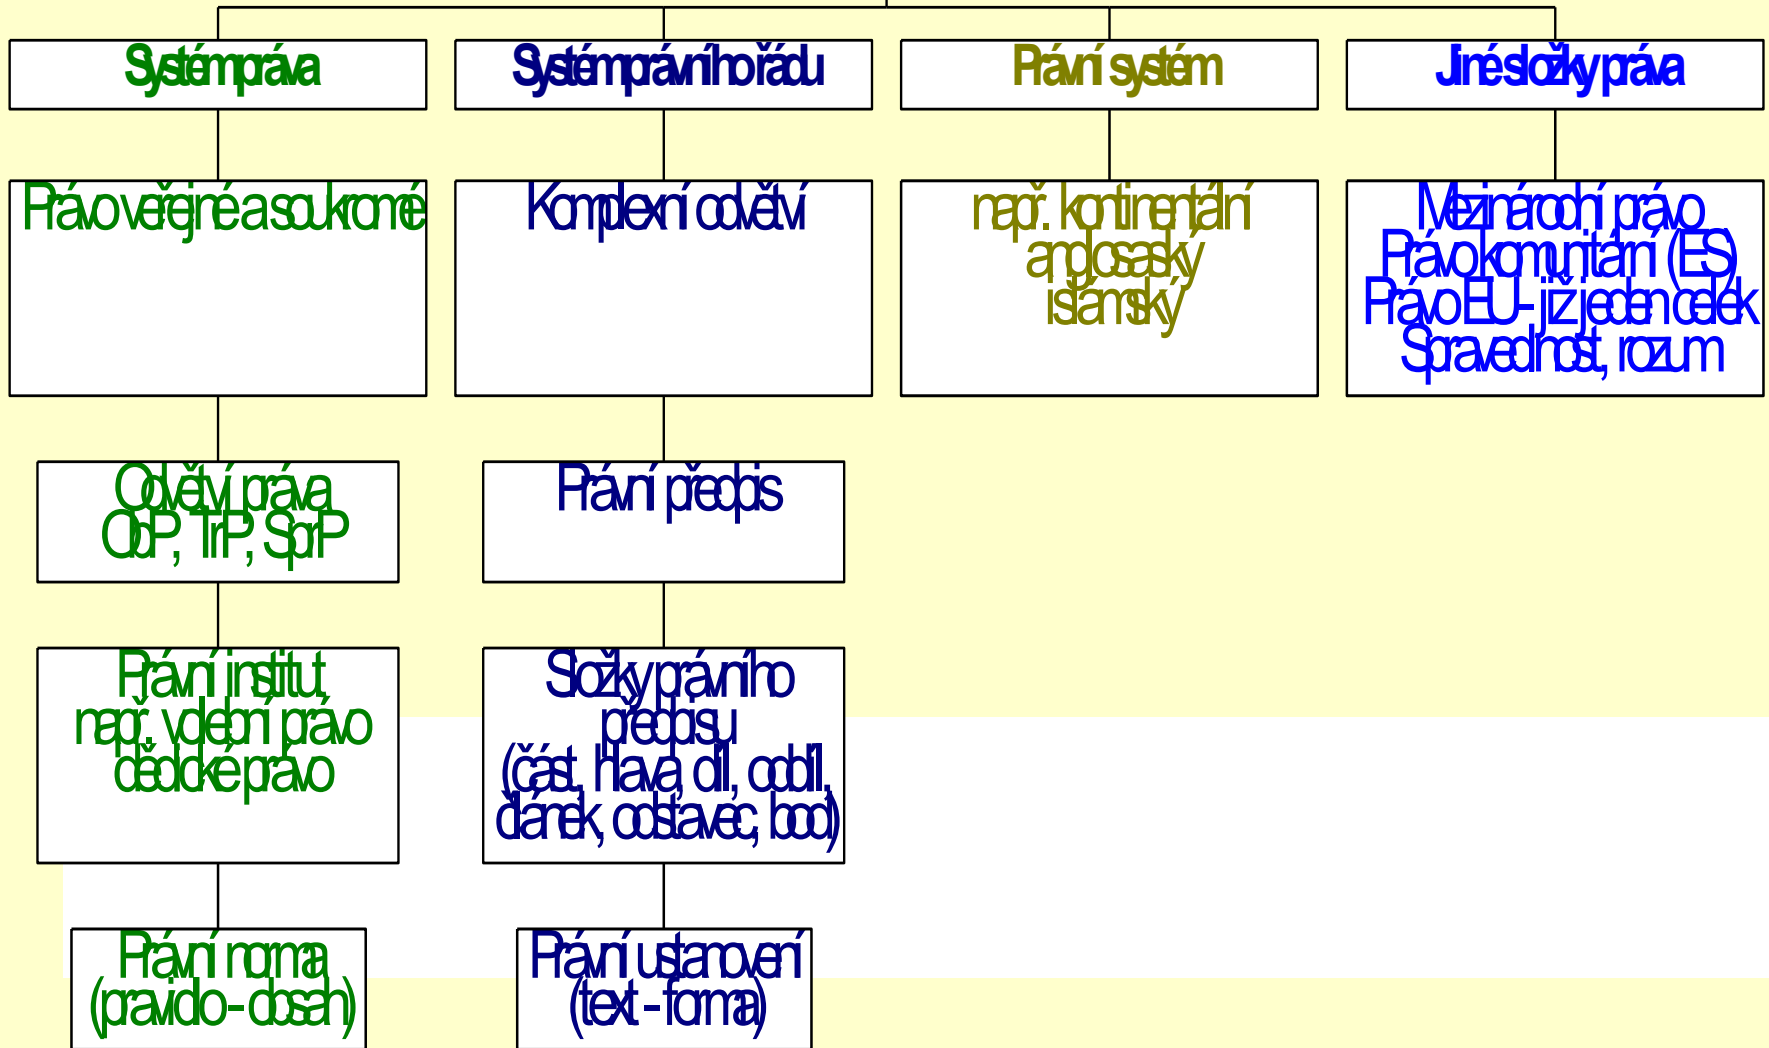 Systém práva
Systém právního řádu
Právní systém
Jiné složky práva
Právo veřejné a soukromé
Komplexní odvětví
např. kontinentální
anglosaský
islámský
Mezinárodní právo
Právo komunitární (ES)
Právo EU - již jeden celek
Spravedlnost, rozum
Odvětví práva
ObP, TrP, SprP
Právní předpis
Právní institut,
např. volební právo
dědické právo
Složky právního
předpisu
(část, hlava, díl, oddíl,
článek, odstavec, bod)
Právní norma
(pravidlo - obsah)
Právní ustanovení
(text - forma)